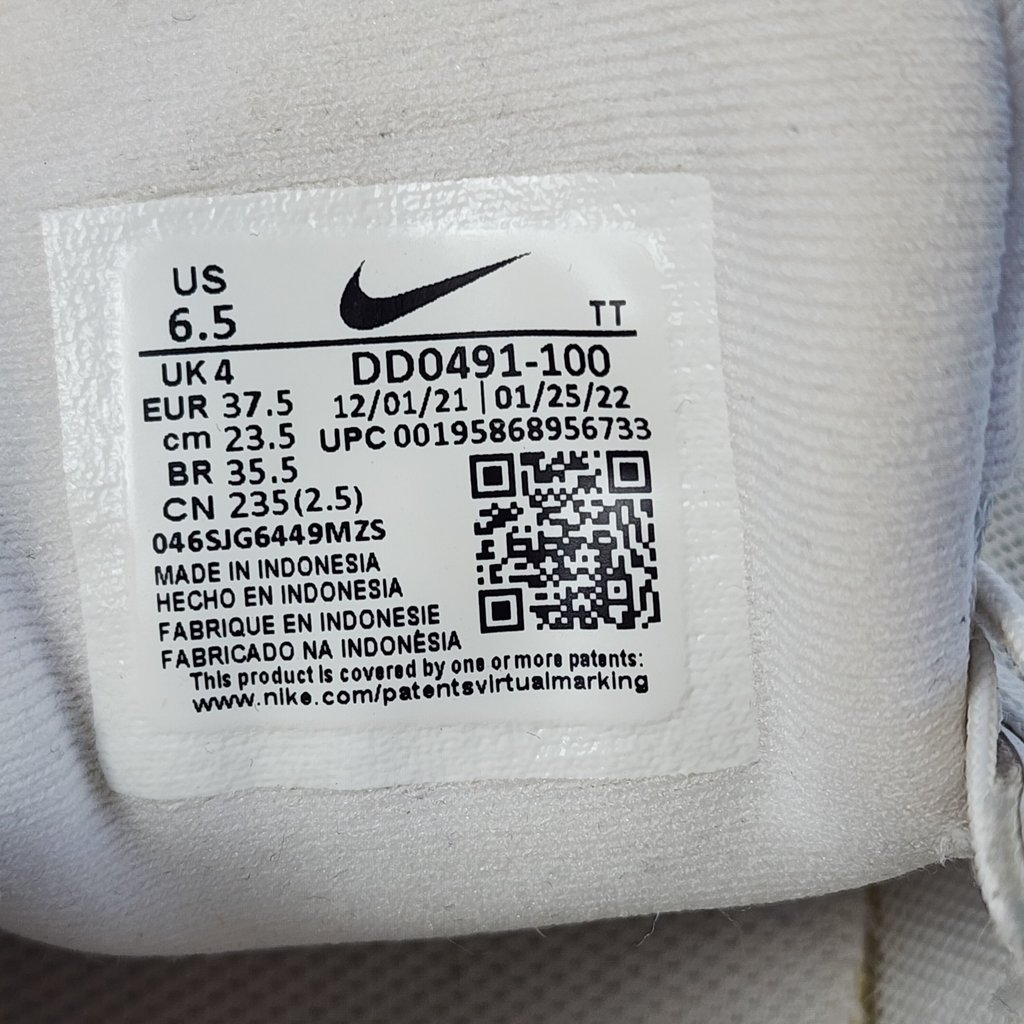 US
6.5
TT
UK 4
DD0491-100
EUR 37.5
12/01/21 | 01/25/22
cm 23.5
UPC 00195868956733
BR 35.5
CN 235(2.5)
046SJG6449MZS
MADE IN INDONESIA
HECHO EN INDONESIA
FABRIQUE EN INDONESIE
FABRICADO NA INDONÉSIA
This product is covered by one or more patents:
www.nike.com/patentsvirtualmarking